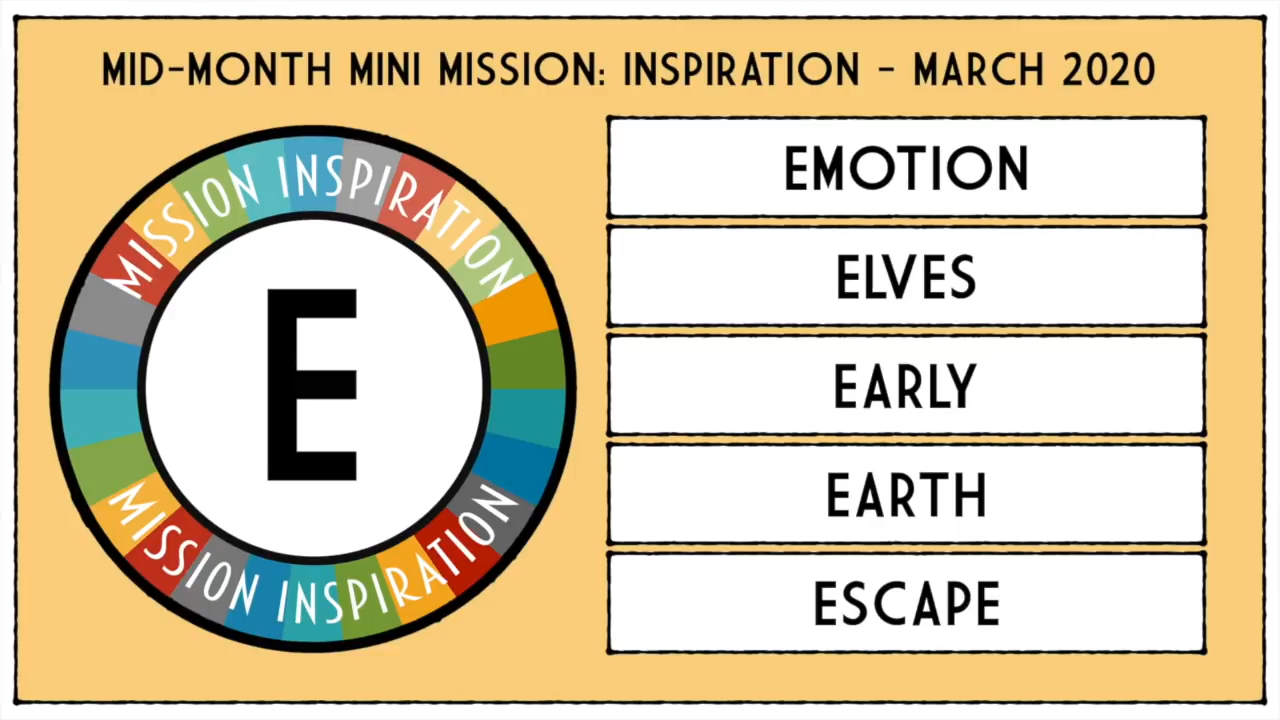 MID-MONTH MINI MISSION: INSPIRATION - MARCH 2020
MISSION INSPIRATION
E
MISSION INSPIRATION
EMOTION
ELVES
EARLY
EARTH
ESCAPE